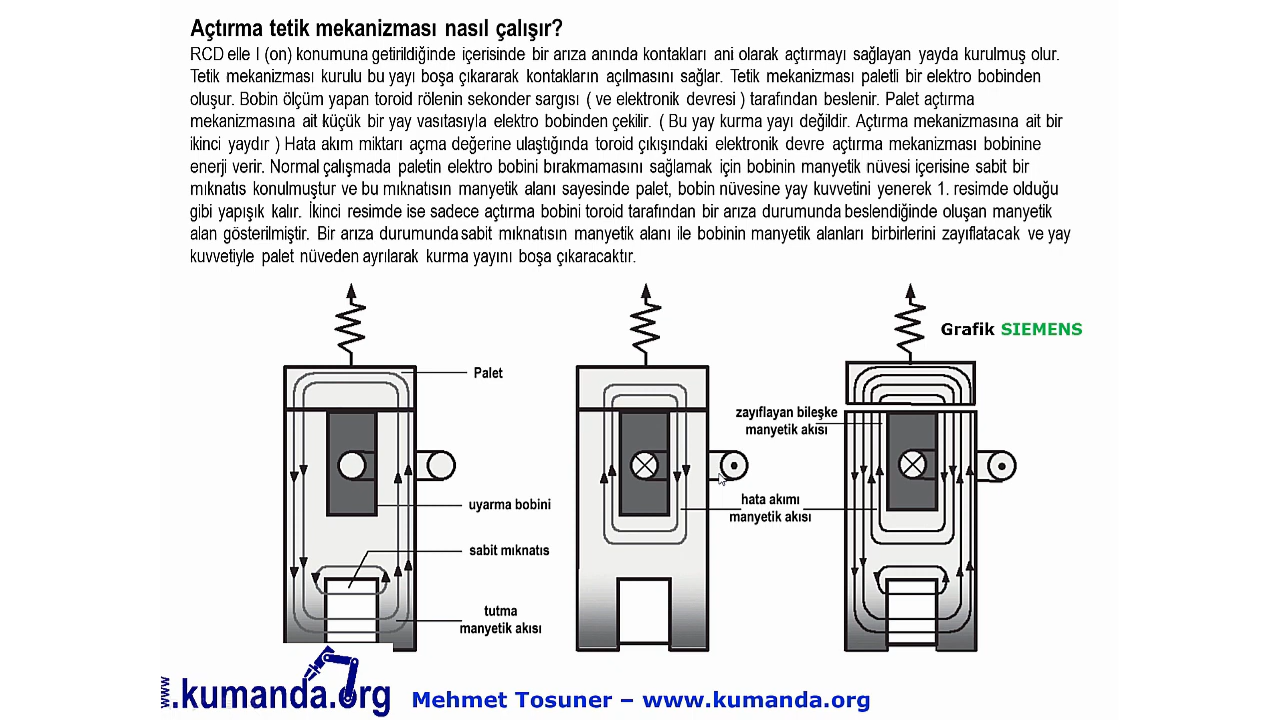 Açtırma tetik mekanizması nasıl çalışır?
RCD elle I (on) konumuna getirildiğinde içerisinde bir arıza anında kontakları ani olarak açtırmayı sağlayan yayda kurulmuş olur.
Tetik mekanizması kurulu bu yayı boşa çıkararak kontakların açılmasını sağlar. Tetik mekanizması paletli bir elektro bobinden
oluşur. Bobin ölçüm yapan toroid rölenin sekonder sargısı ( ve elektronik devresi ) tarafından beslenir. Palet açtırma
mekanizmasına ait küçük bir yay vasıtasıyla elektro bobinden çekilir. ( Bu yay kurma yayı değildir. Açtırma mekanizmasına ait bir
ikinci yaydır ) Hata akım miktarı açma değerine ulaştığında toroid çıkışındaki elektronik devre açtırma mekanizması bobinine
enerji verir. Normal çalışmada paletin elektro bobini bırakmamasını sağlamak için bobinin manyetik nüvesi içerisine sabit bir
mıknatıs konulmuştur ve bu mıknatısın manyetik alanı sayesinde palet, bobin nüvesine yay kuvvetini yenerek 1. resimde olduğu
gibi yapışık kalır. İkinci resimde ise sadece açtırma bobini toroid tarafından bir arıza durumunda beslendiğinde oluşan manyetik
alan gösterilmiştir. Bir arıza durumunda sabit mıknatısın manyetik alanı ile bobinin manyetik alanları birbirlerini zayıflatacak ve yay
kuvvetiyle palet nüveden ayrılarak kurma yayını boşa çıkaracaktır.
Grafik SIEMENS
Palet
zayıflayan bileşke
manyetik akısı
uyarma bobini
hata akımı
manyetik akısı
sabit mıknatıs
tutma
manyetik akısı
www.kumanda.org
Mehmet Tosuner – www.kumanda.org